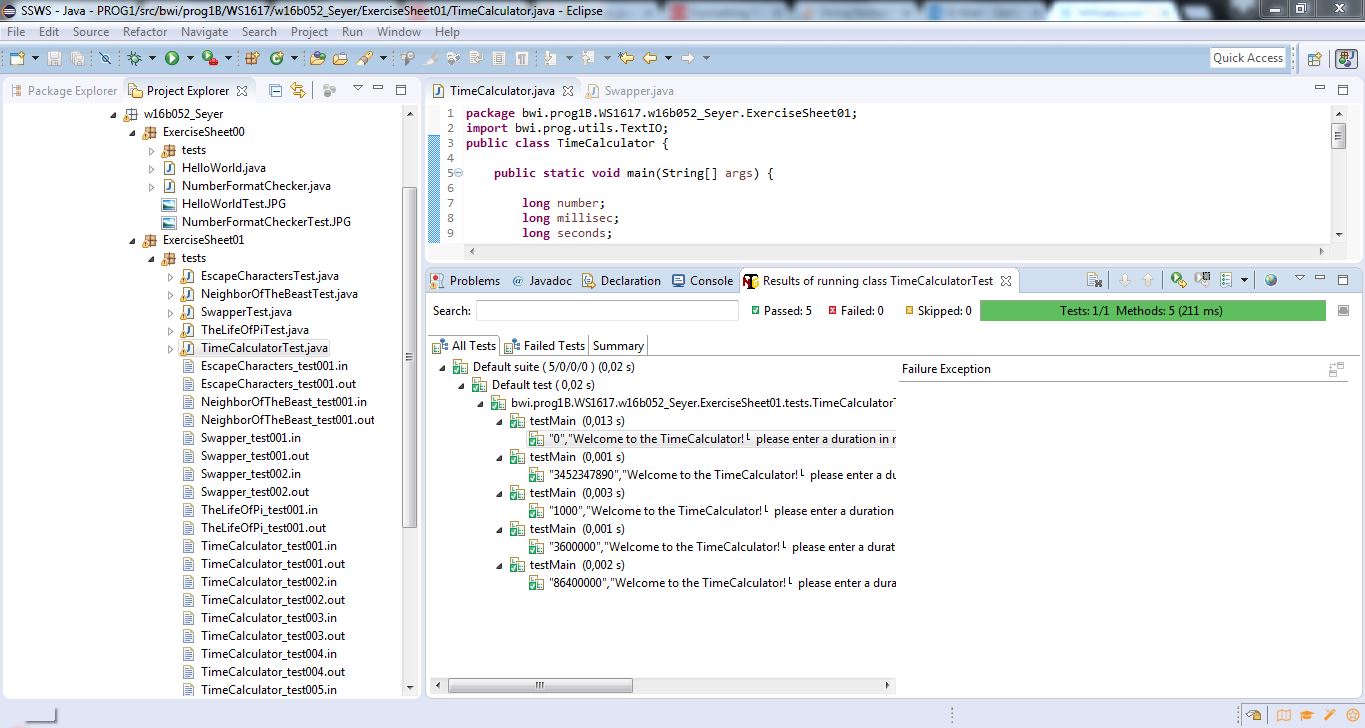 SSWS - Java - PROG1/src/bwi/prog1B/WS1617/w16b052_Seyer/ExerciseSheet01/TimeCalculator.java - Eclipse
File Edit Source Refactor Navigate Search Project Run Window Help
Quick Access
Package Explorer Project Explorer
w16b052_Seyer
ExerciseSheet00
tests
HelloWorld.java
NumberFormatChecker.java
HelloWorldTest.JPG
NumberFormatCheckerTest.JPG
ExerciseSheet01
tests
EscapeCharactersTest.java
NeighborOfTheBeastTest.java
SwapperTest.java
TheLifeOfPiTest.java
TimeCalculatorTest.java
EscapeCharacters_test001.in
EscapeCharacters_test001.out
NeighborOfTheBeast_test001.in
NeighborOfTheBeast_test001.out
Swapper_test001.in
Swapper_test001.out
Swapper_test002.in
Swapper_test002.out
TheLifeOfPi_test001.in
TheLifeOfPi_test001.out
TimeCalculator_test001.in
TimeCalculator_test001.out
TimeCalculator_test002.in
TimeCalculator_test002.out
TimeCalculator_test003.in
TimeCalculator_test003.out
TimeCalculator_test004.in
TimeCalculator_test004.out
TimeCalculator_test005.in
TimeCalculator.java Swapper.java
1 package bwi.prog1B.WS1617.w16b052_Seyer.ExerciseSheet01;
2 import bwi.prog.utils.TextIO;
3 public class TimeCalculator {
4
5 public static void main(String[] args) {
6
7 long number;
8 long millisec;
9 long seconds;
Problems @ Javadoc Declaration Console Results of running class TimeCalculatorTest
Search: Passed: 5 Failed: 0 Skipped: 0 Tests: 1/1 Methods: 5 (211 ms)
All Tests Failed Tests Summary
Failure Exception
Default suite ( 5/0/0/0 ) (0,02 s)
Default test ( 0,02 s)
bwi.prog1B.WS1617.w16b052_Seyer.ExerciseSheet01.tests.TimeCalculatorT
testMain (0,013 s)
"0","Welcome to the TimeCalculator!└ please enter a duration in r
testMain (0,001 s)
"3452347890","Welcome to the TimeCalculator!└ please enter a du
testMain (0,003 s)
"1000","Welcome to the TimeCalculator!└ please enter a duration
testMain (0,001 s)
"3600000","Welcome to the TimeCalculator!└ please enter a durat
testMain (0,002 s)
"86400000","Welcome to the TimeCalculator!└ please enter a dura